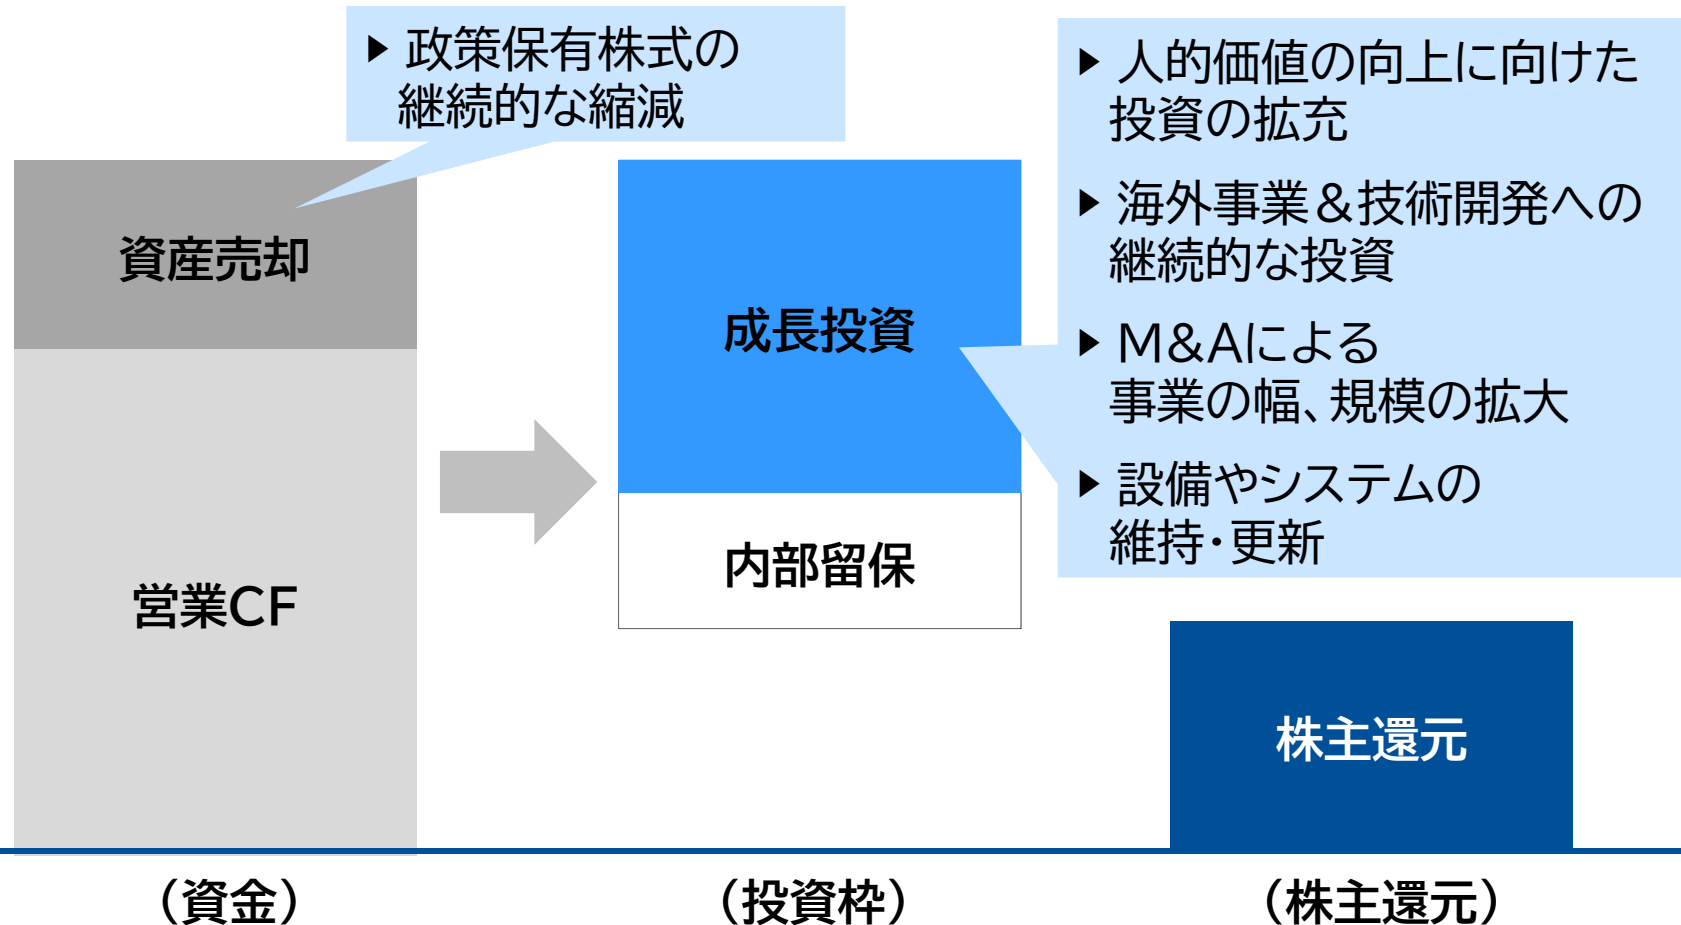 ▶ 政策保有株式の
継続的な縮減
資産売却
営業CF
成長投資
内部留保
▶ 人的価値の向上に向けた
投資の拡充
▶ 海外事業＆技術開発への
継続的な投資
▶ M&Aによる
事業の幅、規模の拡大
▶ 設備やシステムの
維持・更新
株主還元
（資金）
（投資枠）
（株主還元）